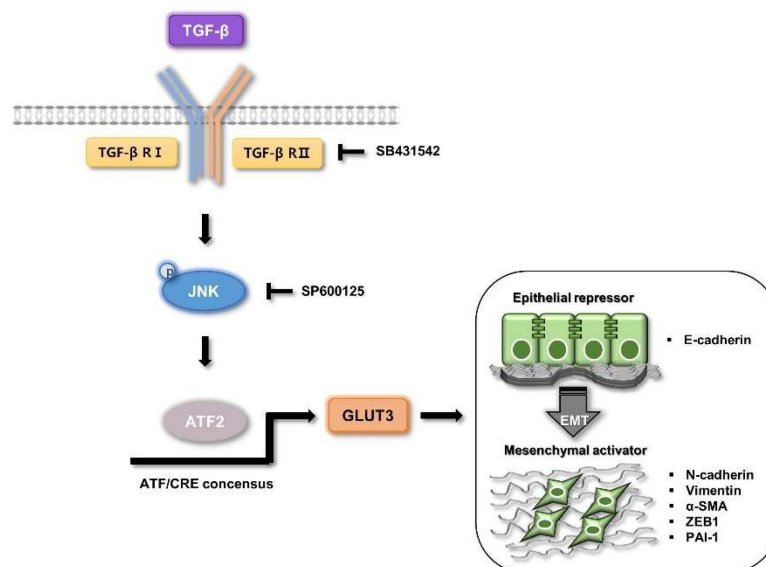 TGF-β
TGF-β R I
TGF-β RⅡ
SB431542
p
JNK
SP600125
ATF2
ATF/CRE concensus
GLUT3
Epithelial repressor
E-cadherin
EMT
Mesenchymal activator
N-cadherin
Vimentin
α-SMA
ZEB1
PAI-1